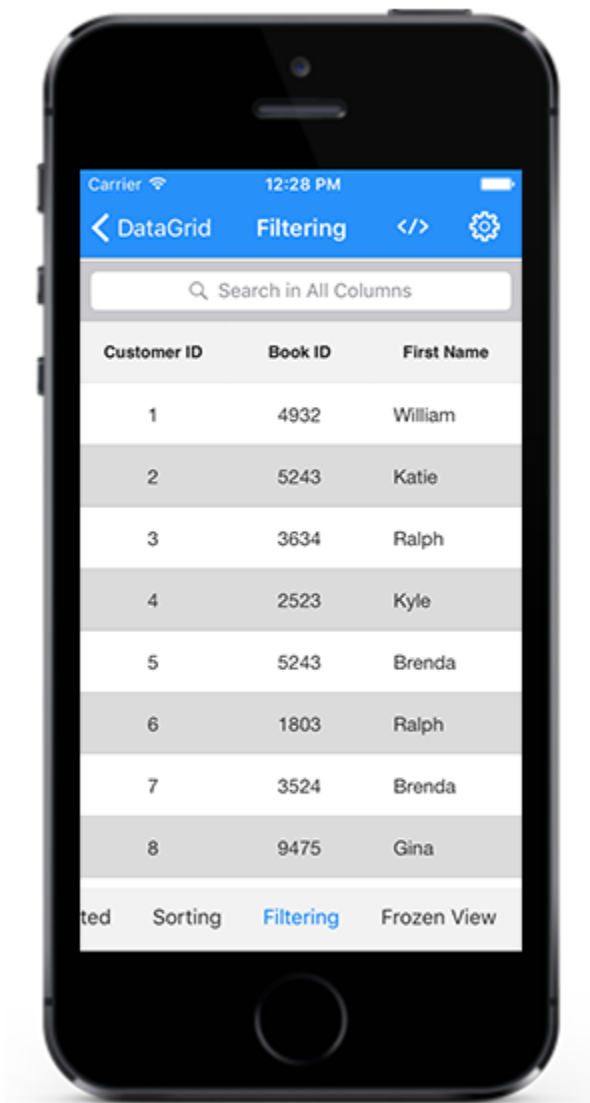 Carrier 12:28 PM
DataGrid Filtering </>
Search in All Columns
Customer ID Book ID First Name
1 4932 William
2 5243 Katie
3 3634 Ralph
4 2523 Kyle
5 5243 Brenda
6 1803 Ralph
7 3524 Brenda
8 9475 Gina
ted Sorting Filtering Frozen View